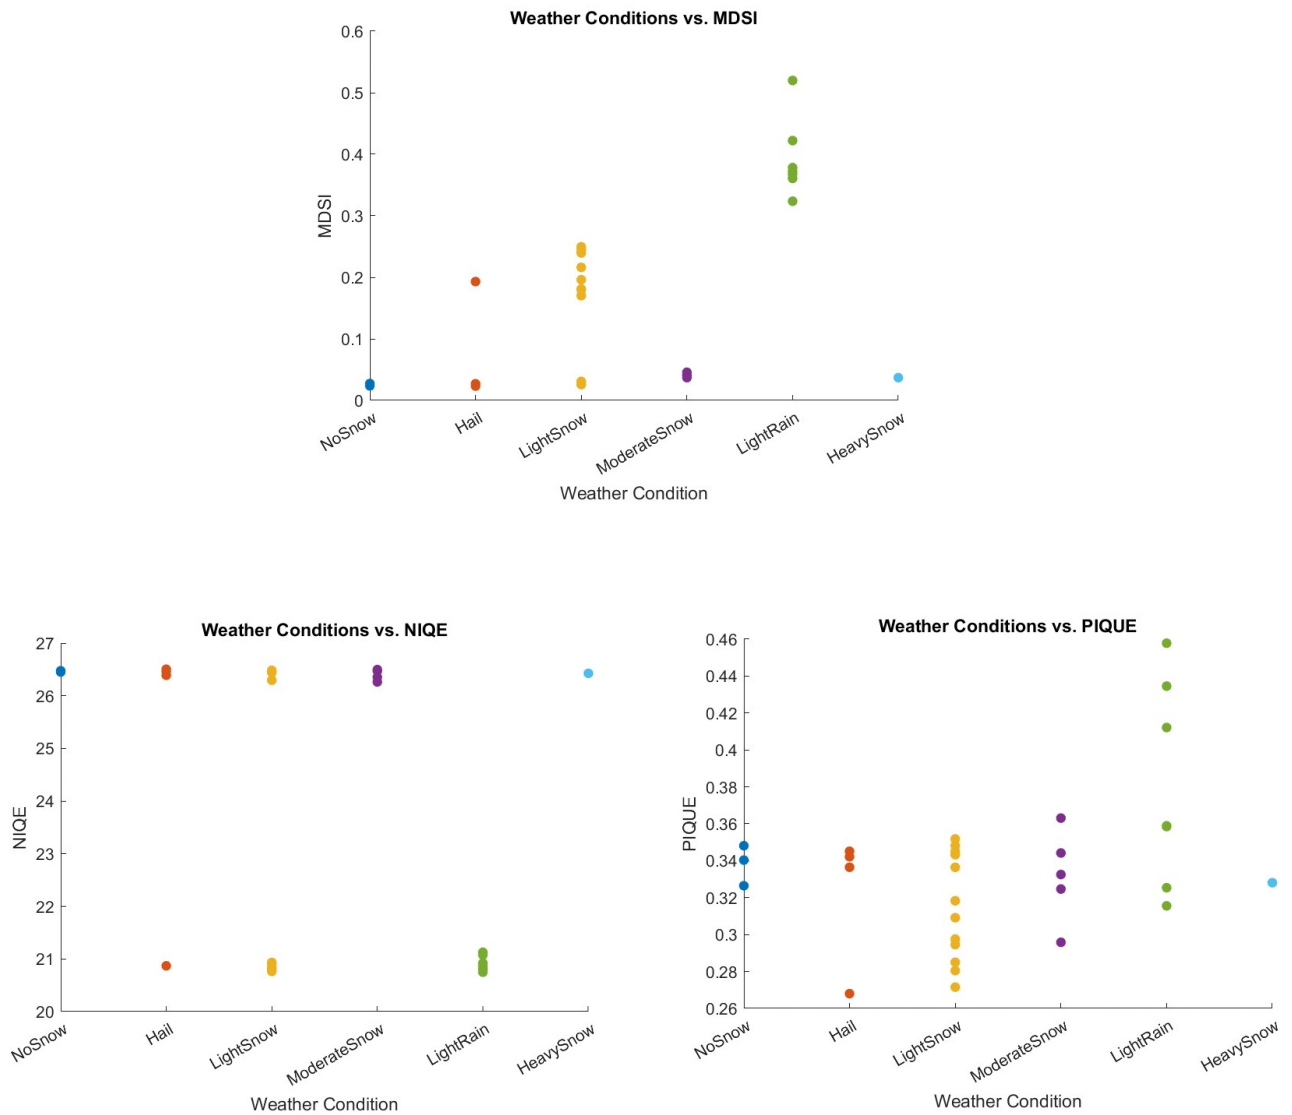 Weather Conditions vs. MDSI
0.6
0.5
0.4
0.3
0.2
0.1
0
MDSI
NoSnow
Hail
LightSnow
ModerateSnow
LightRain
HeavySnow
Weather Condition
Weather Conditions vs. NIQE
27
26
25
24
23
22
21
20
NIQE
NoSnow
Hail
LightSnow
ModerateSnow
LightRain
HeavySnow
Weather Condition
Weather Conditions vs. PIQUE
0.46
0.44
0.42
0.4
0.38
0.36
0.34
0.32
0.3
0.28
0.26
PIQUE
NoSnow
Hail
LightSnow
ModerateSnow
LightRain
HeavySnow
Weather Condition